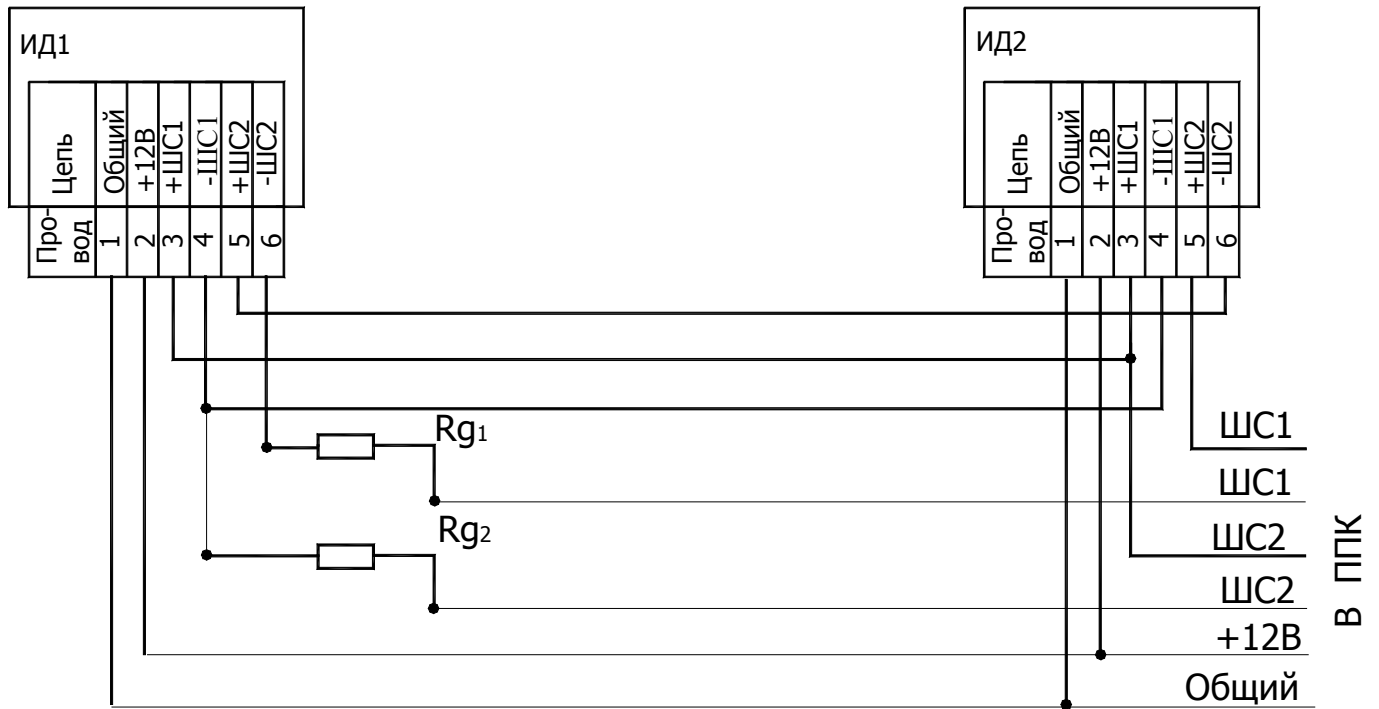 ИД1
Цепь
Общий
+12В
+ШС1
-ШС1
+ШС2
-ШС2
Про-
вод
1
2
3
4
5
6
ИД2
Цепь
Общий
+12В
+ШС1
-ШС1
+ШС2
-ШС2
Про-
вод
1
2
3
4
5
6
Rg1
Rg2
ШС1
ШС1
ШС2
ШС2
+12В
Общий
В ППК